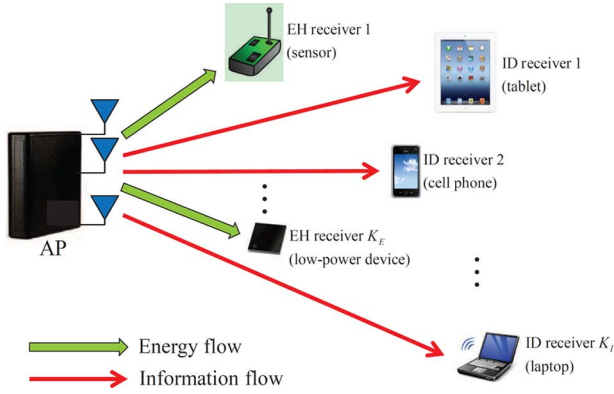 EH receiver 1
(sensor)
ID receiver 1
(tablet)
ID receiver 2
(cell phone)
AP
EH receiver K_E
(low-power device)
ID receiver K_I
(laptop)
Energy flow
Information flow